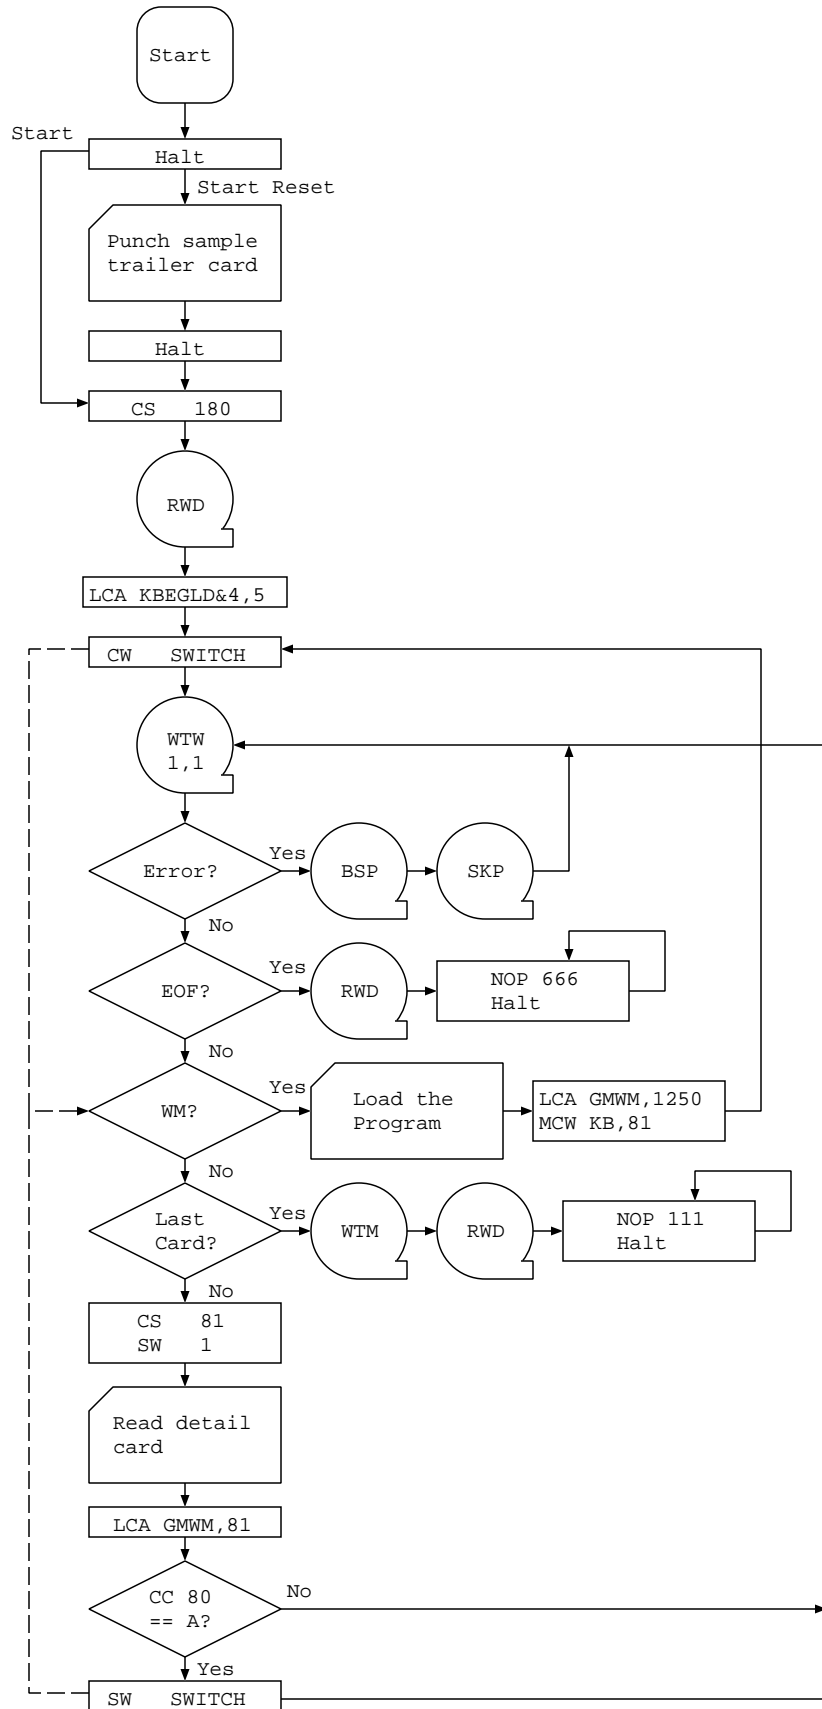 Start
Start
Halt
Start Reset
Punch sample
trailer card
Halt
CS 180
RWD
LCA KBEGLD&4,5
CW SWITCH
WTW
1,1
Error?
Yes
BSP
SKP
No
EOF?
Yes
RWD
NOP 666
Halt
No
WM?
Yes
Load the
Program
LCA GMWM,1250
MCW KB,81
No
Last
Card?
Yes
WTM
RWD
NOP 111
Halt
No
CS 81
SW 1
Read detail
card
LCA GMWM,81
CC 80
== A?
No
Yes
SW SWITCH